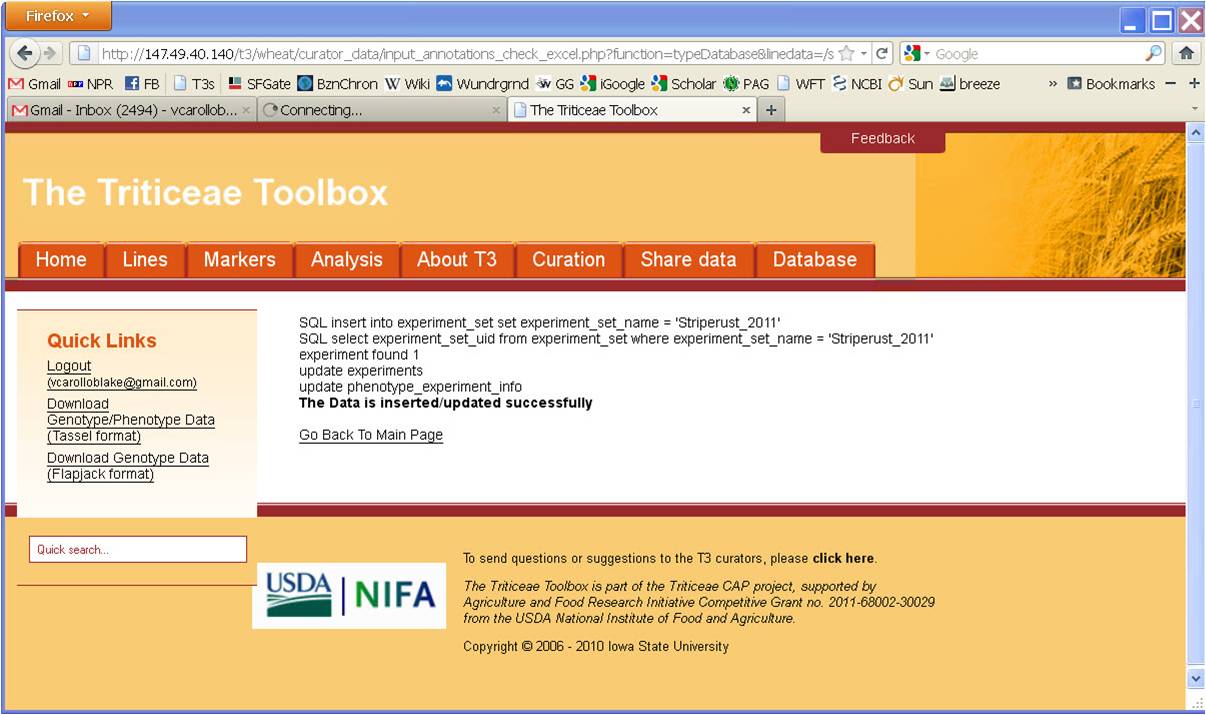 Firefox
http://147.49.40.140/t3/wheat/curator_data/input_annotations_check_excel.php?function=typeDatabase&linedata=/s
Google
Gmail NPR FB T3s SFGate BznChron Wiki Wundrgrnd GG iGoogle Scholar PAG WFT NCBI Sun breeze » Bookmarks
Gmail - Inbox (2494) - vcarollob... × Connecting... × The Triticeae Toolbox × +
Feedback
The Triticeae Toolbox
Home Lines Markers Analysis About T3 Curation Share data Database
Quick Links
Logout
(vcarolloblake@gmail.com)
Download
Genotype/Phenotype Data
(Tassel format)
Download Genotype Data
(Flapjack format)
SQL insert into experiment_set set experiment_set_name = 'Striperust_2011'
SQL select experiment_set_uid from experiment_set where experiment_set_name = 'Striperust_2011'
experiment found 1
update experiments
update phenotype_experiment_info
The Data is inserted/updated successfully
Go Back To Main Page
Quick search...
USDA | NIFA
To send questions or suggestions to the T3 curators, please click here.
The Triticeae Toolbox is part of the Triticeae CAP project, supported by
Agriculture and Food Research Initiative Competitive Grant no. 2011-68002-30029
from the USDA National Institute of Food and Agriculture.
Copyright © 2006 - 2010 Iowa State University